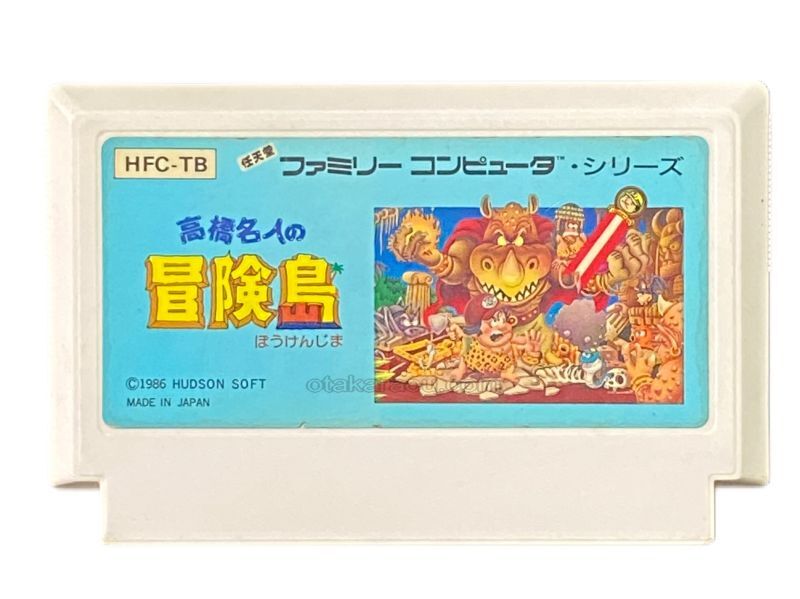 HFC-TB
任天堂 ファミリー コンピュータ™・シリーズ
高橋名人の
冒険島
ぼうけんじま
©1986 HUDSON SOFT
MADE IN JAPAN